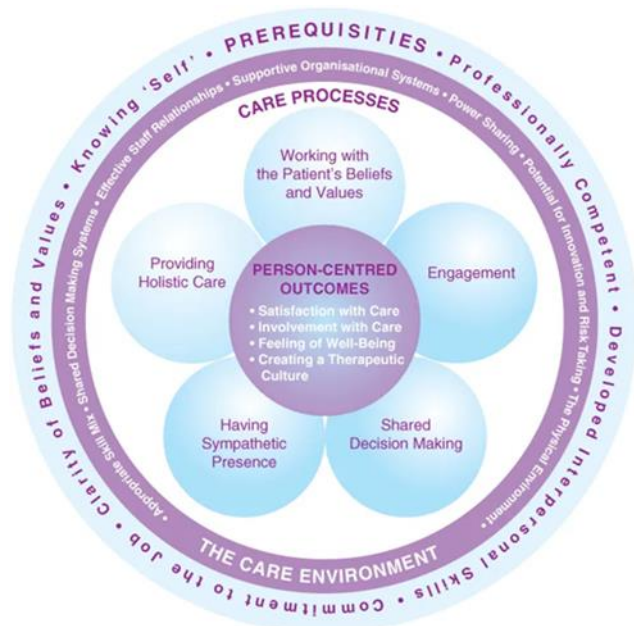 PREREQUISITIES • Professionally Competent • Developed Interpersonal Skills • Commitment to the Job • Clarity of Beliefs and Values • Knowing 'Self' •
• Appropriate Skill Mix • Shared Decision Making Systems • Effective Staff Relationships • Supportive Organisational Systems • Power Sharing • Potential for Innovation and Risk Taking • The Physical Environment •
THE CARE ENVIRONMENT
CARE PROCESSES
Working with
the Patient's Beliefs
and Values
Providing
Holistic Care
Engagement
PERSON-CENTRED
OUTCOMES
• Satisfaction with Care
• Involvement with Care
• Feeling of Well-Being
• Creating a Therapeutic
Culture
Having
Sympathetic
Presence
Shared
Decision Making